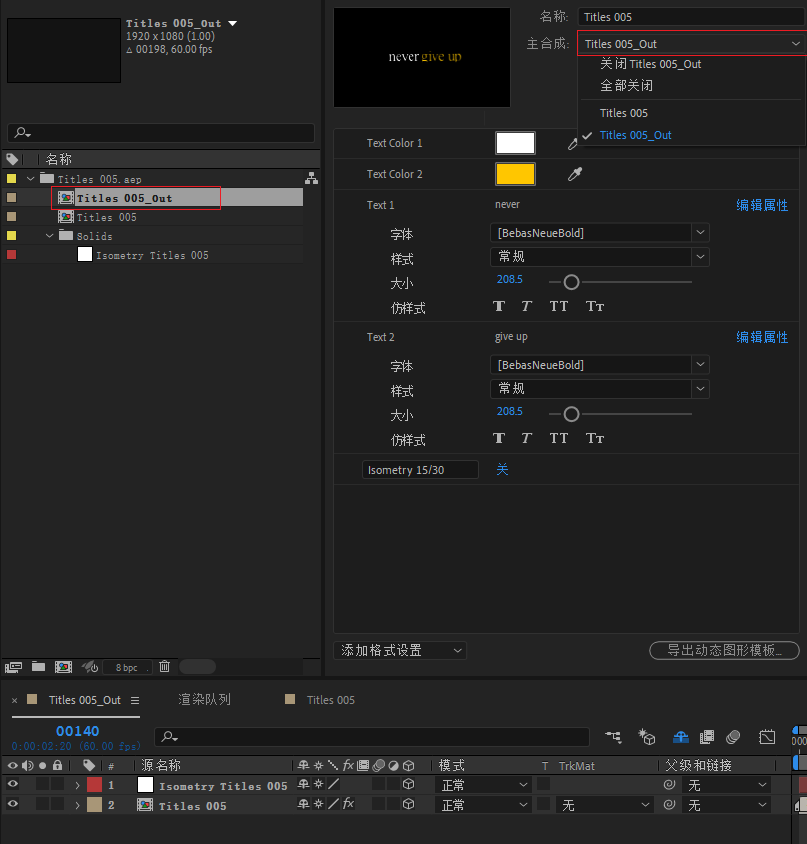 Titles 005_Out
1920 x 1080 (1.00)
△ 00198, 60.00 fps
名称
Titles 005.aep
Titles 005_Out
Titles 005
Solids
Isometry Titles 005
8 bpc
never give up
名称: Titles 005
主合成: Titles 005_Out
关闭 Titles 005_Out
全部关闭
Titles 005
Titles 005_Out
Text Color 1
Text Color 2
Text 1 never 编辑属性
字体 [BebasNeueBold]
样式 常规
大小 208.5
仿样式 T T TT Tт
Text 2 give up 编辑属性
字体 [BebasNeueBold]
样式 常规
大小 208.5
仿样式 T T TT Tт
Isometry 15/30 关
添加格式设置 导出动态图形模板...
× Titles 005_Out 渲染队列 Titles 005
00140
0:00:02:20 (60.00 fps)
# 源名称 fx 模式 T TrkMat 父级和链接
1 Isometry Titles 005 正常 无
2 Titles 005 fx 正常 无 无